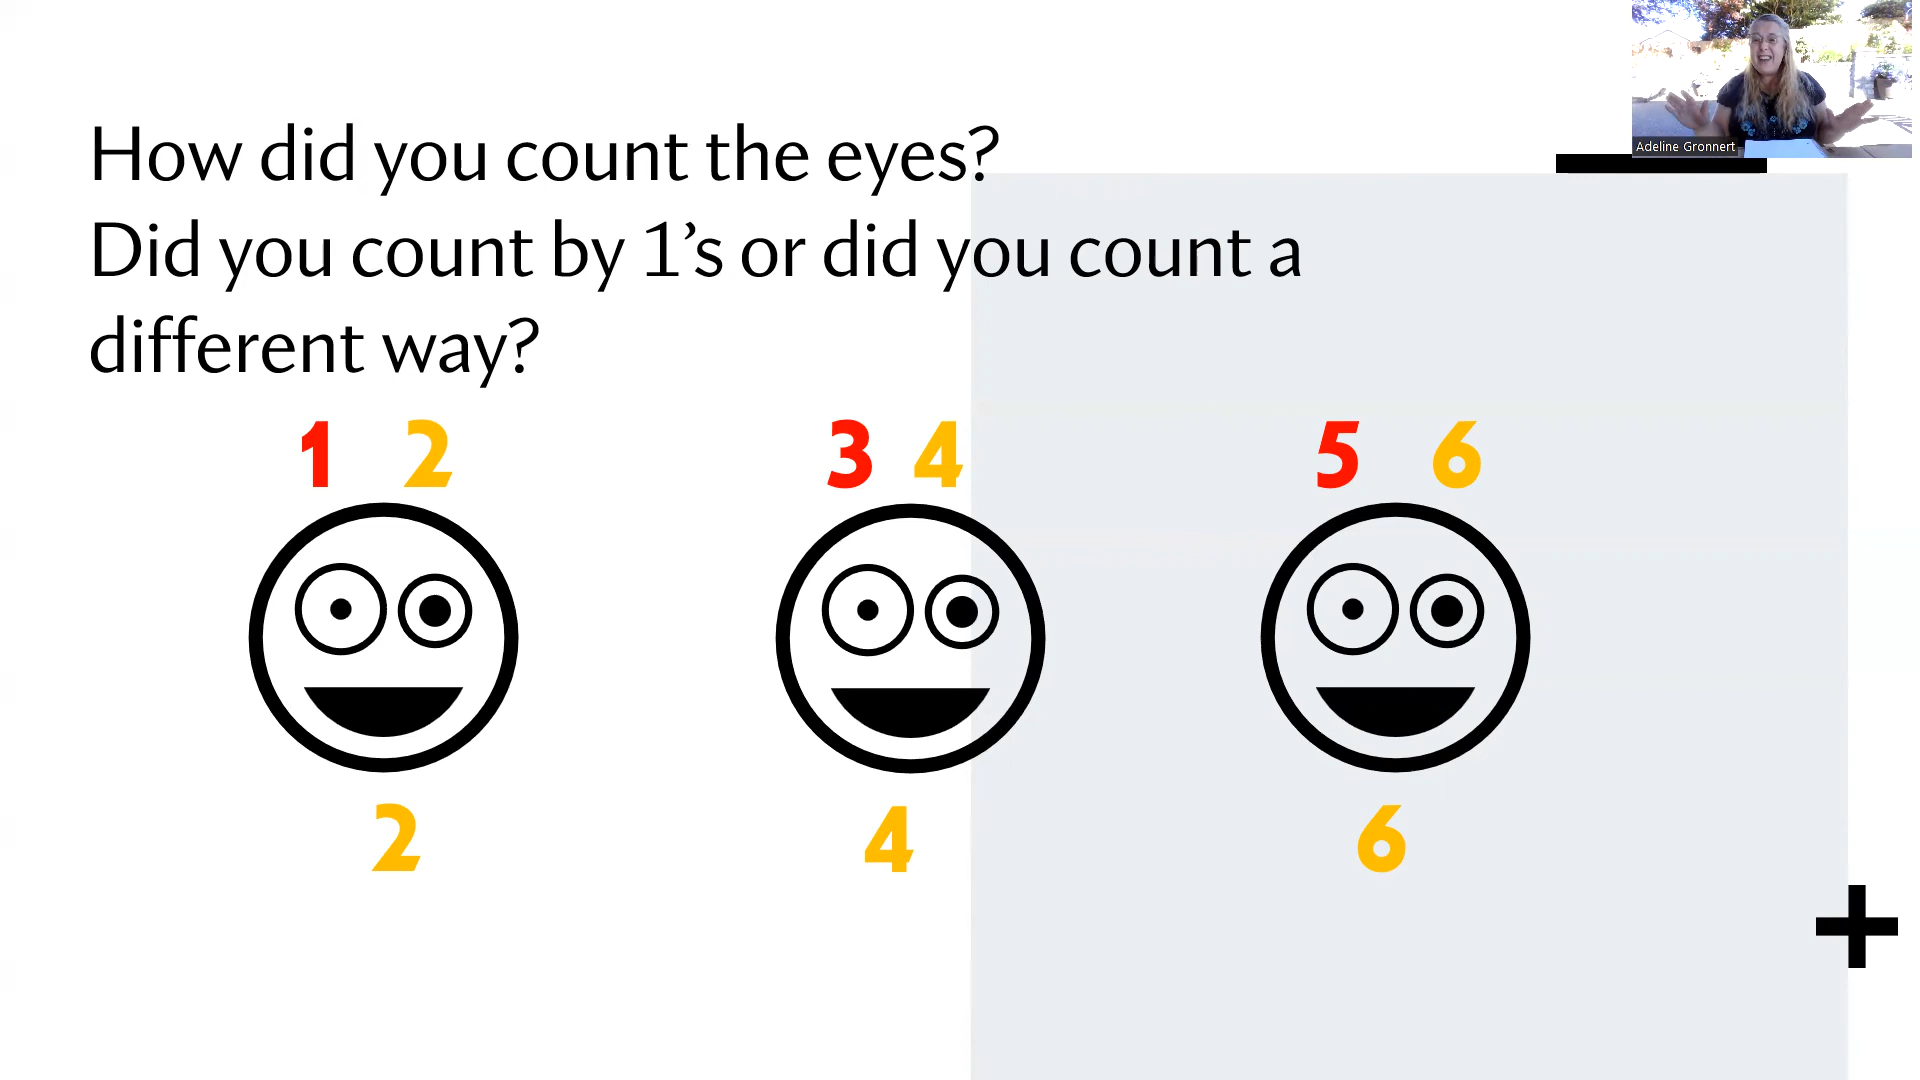 Adeline Gronnert
How did you count the eyes?
Did you count by 1’s or did you count a
different way?
1 2 3 4 5 6
2 4 6
+